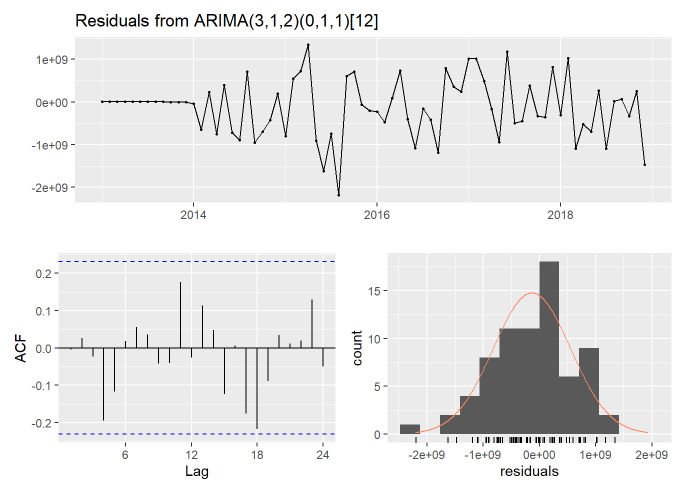 Residuals from ARIMA(3,1,2)(0,1,1)[12]
1e+09
0e+00
-1e+09
-2e+09
2014 2016 2018
ACF
0.2
0.1
0.0
-0.1
-0.2
6 12 18 24
Lag
count
15
10
5
0
-2e+09 -1e+09 0e+00 1e+09 2e+09
residuals